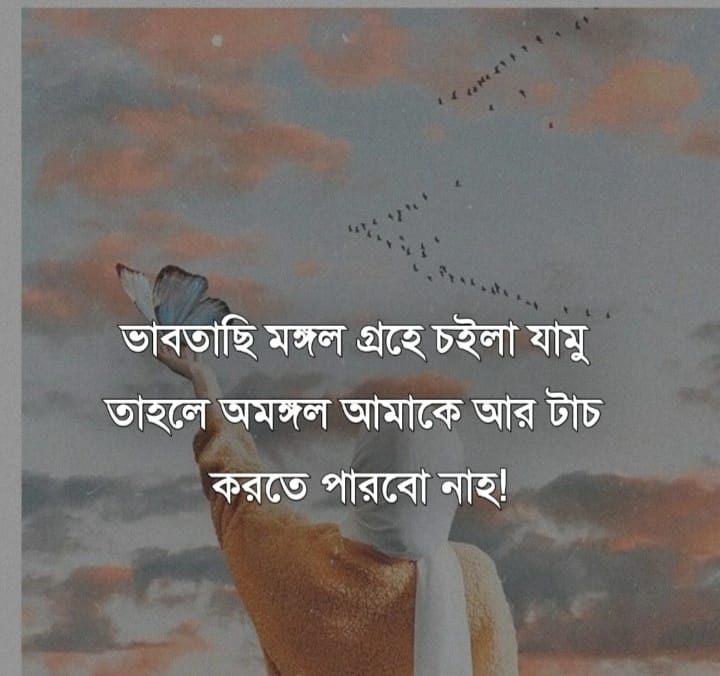 ভাবতাছি মঙ্গল গ্রহে চইলা যামু
তাহলে অমঙ্গল আমাকে আর টাচ
করতে পারবো নাহ!